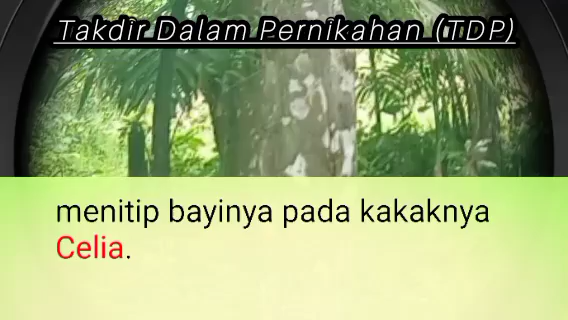 Takdir Dalam Pernikahan (TDP)
menitip bayinya pada kakaknya
Celia.